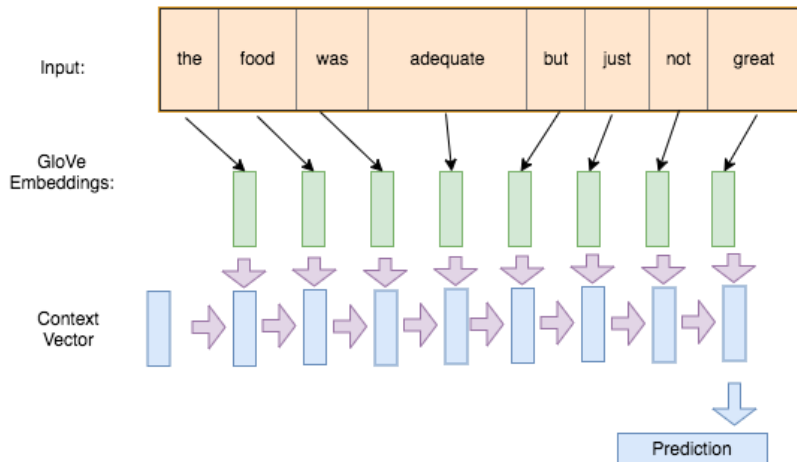 Input:
the food was adequate but just not great
GloVe
Embeddings:
Context
Vector
Prediction